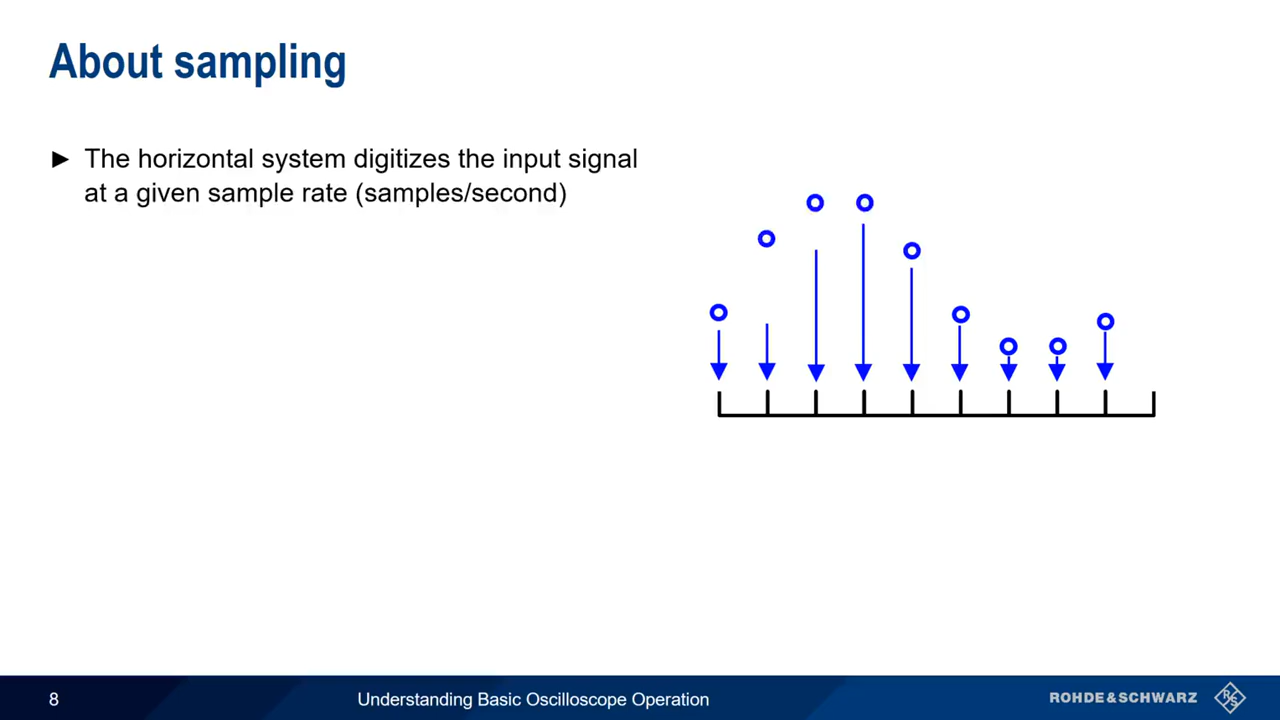 About sampling
► The horizontal system digitizes the input signal
at a given sample rate (samples/second)
8
Understanding Basic Oscilloscope Operation
ROHDE & SCHWARZ
RS